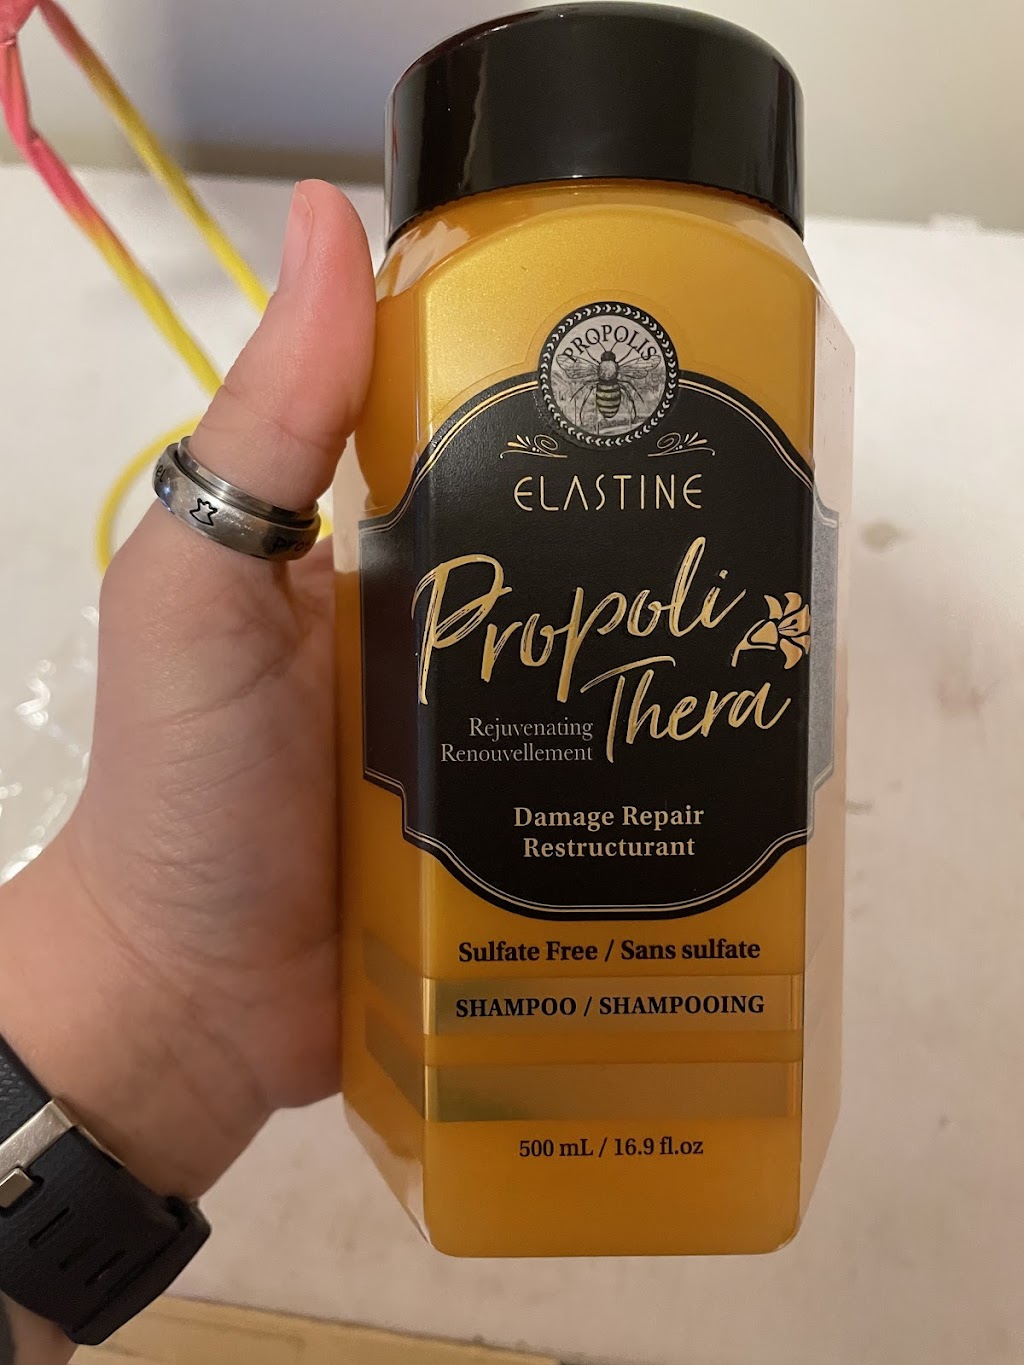 PROPOLIS
ELASTINE
Propoli
Thera
Rejuvenating
Renouvellement
Damage Repair
Restructurant
Sulfate Free / Sans sulfate
SHAMPOO / SHAMPOOING
500 mL / 16.9 fl.oz